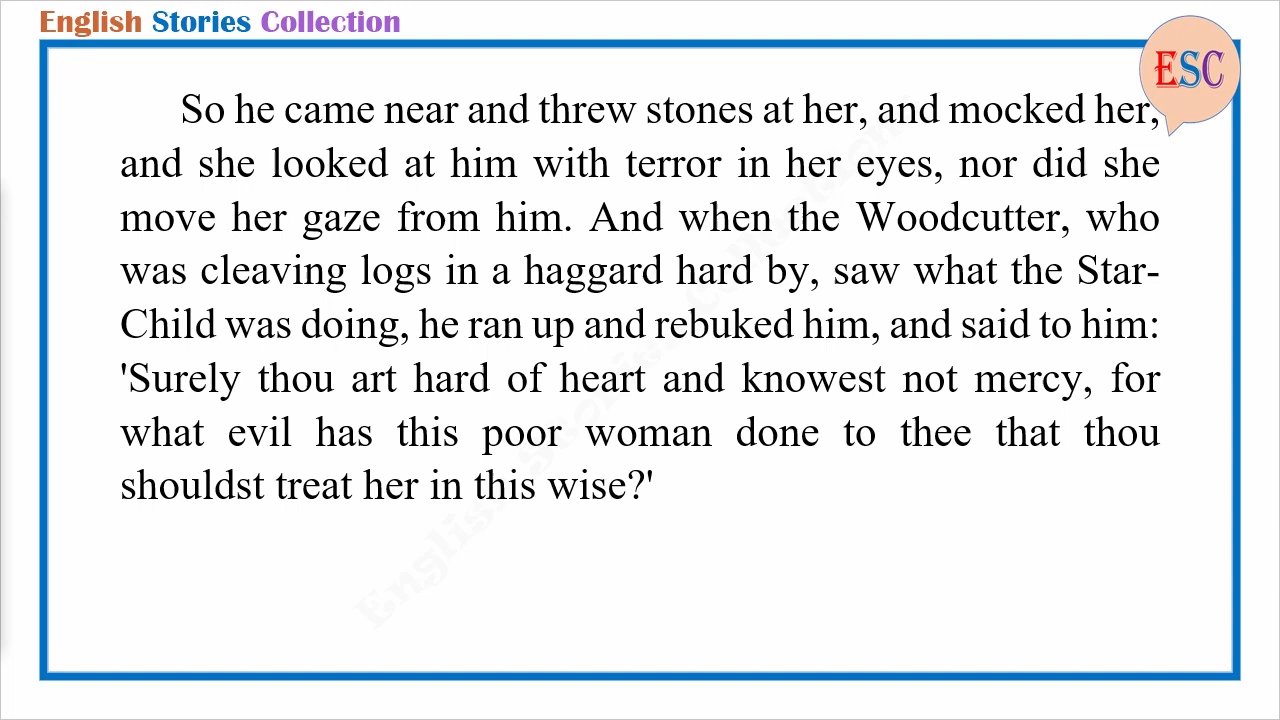 English Stories Collection
ESC
So he came near and threw stones at her, and mocked her,
and she looked at him with terror in her eyes, nor did she
move her gaze from him. And when the Woodcutter, who
was cleaving logs in a haggard hard by, saw what the Star-
Child was doing, he ran up and rebuked him, and said to him:
'Surely thou art hard of heart and knowest not mercy, for
what evil has this poor woman done to thee that thou
shouldst treat her in this wise?'
English Stories Collection